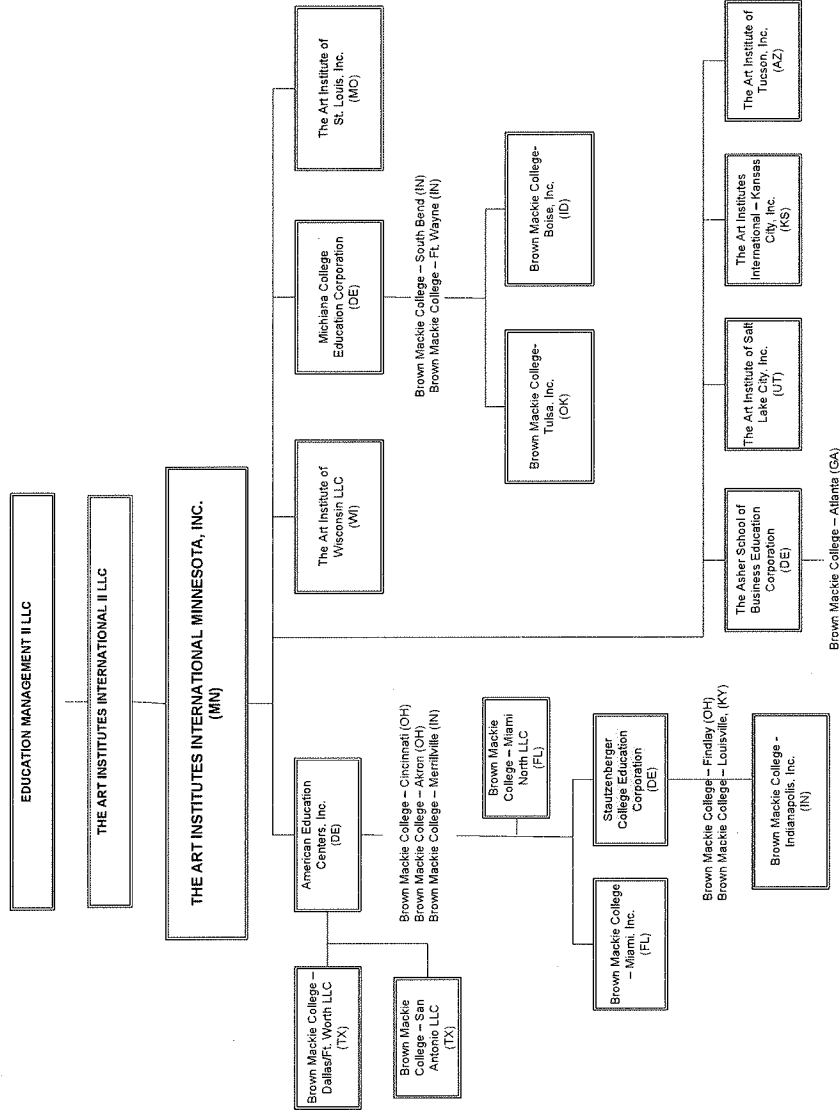 EDUCATION MANAGEMENT II LLC
THE ART INSTITUTES INTERNATIONAL II LLC
THE ART INSTITUTES INTERNATIONAL MINNESOTA, INC.
(MN)
American Education
Centers, Inc.
(DE)
The Art Institute of
Wisconsin LLC
(WI)
Michiana College
Education Corporation
(DE)
The Art Institute of
St. Louis, Inc.
(MO)
Brown Mackie College –
Dallas/Ft. Worth LLC
(TX)
Brown Mackie
College – San
Antonio LLC
(TX)
Brown Mackie College – Cincinnati (OH)
Brown Mackie College – Akron (OH)
Brown Mackie College – Merrillville (IN)
Brown Mackie College – South Bend (IN)
Brown Mackie College – Ft. Wayne (IN)
Brown Mackie
College – Miami
North LLC
(FL)
Brown Mackie College-
Tulsa, Inc.
(OK)
Brown Mackie College-
Boise, Inc.
(ID)
Brown Mackie College
– Miami, Inc.
(FL)
Stautzenberger
College Education
Corporation
(DE)
Brown Mackie College – Findlay (OH)
Brown Mackie College – Louisville, (KY)
Brown Mackie College -
Indianapolis, Inc.
(IN)
The Asher School of
Business Education
Corporation
(DE)
The Art Institute of Salt
Lake City, Inc.
(UT)
The Art Institutes
International – Kansas
City, Inc.
(KS)
The Art Institute of
Tucson, Inc.
(AZ)
Brown Mackie College – Atlanta (GA)